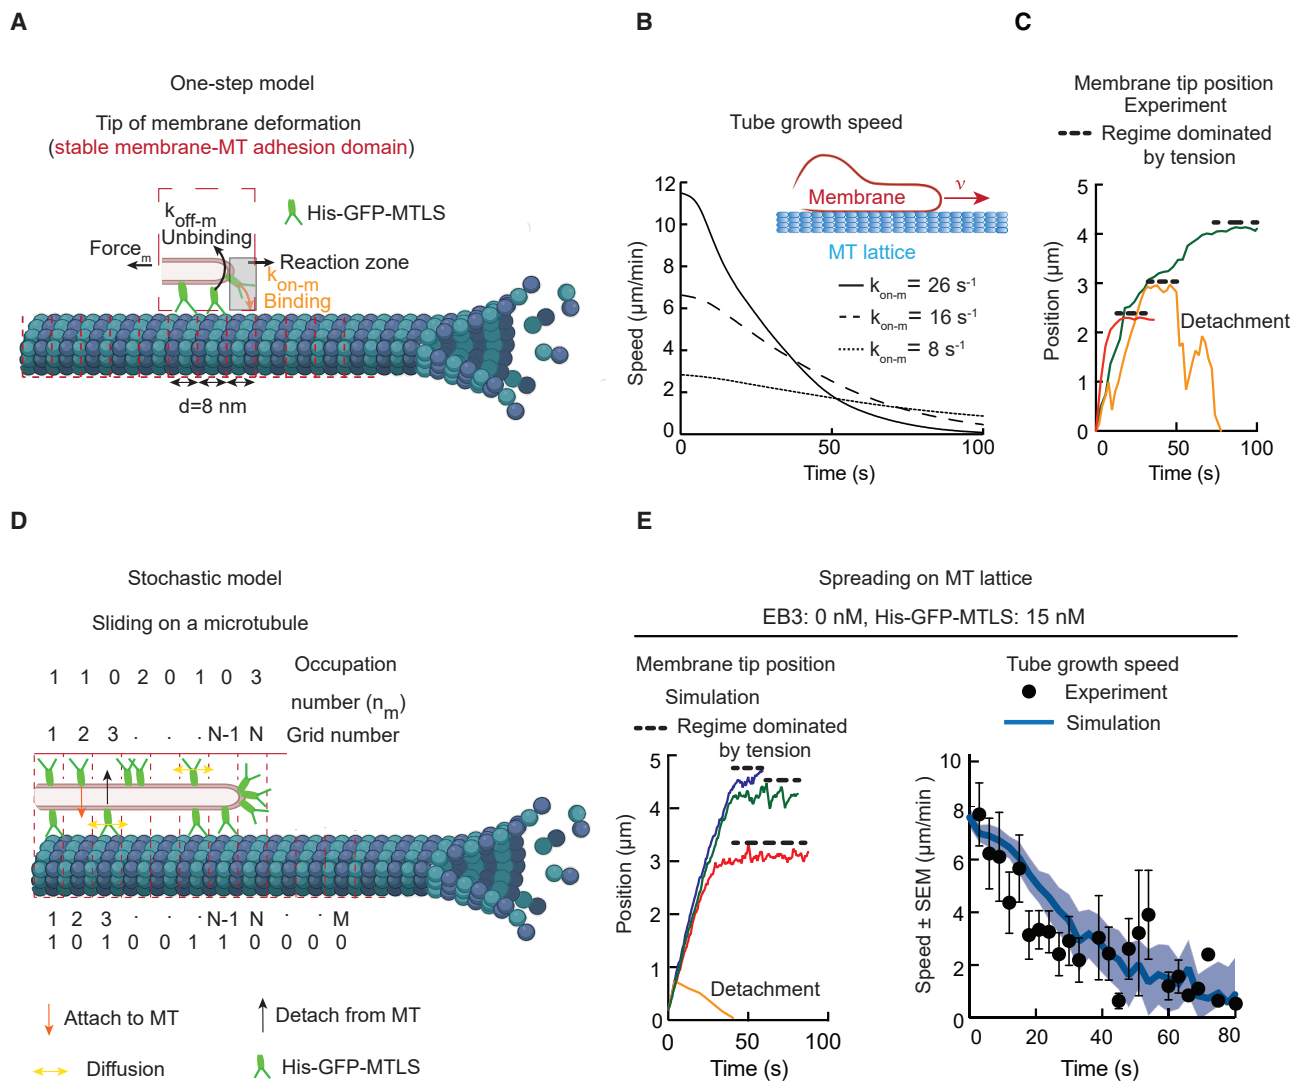 A
One-step model
Tip of membrane deformation
(stable membrane-MT adhesion domain)
koff-m
Unbinding
His-GFP-MTLS
Forcem
Reaction zone
kon-m
Binding
d=8 nm
B
Tube growth speed
Membrane
v
MT lattice
kon-m = 26 s-1
kon-m = 16 s-1
kon-m = 8 s-1
Speed (µm/min)
12
10
8
6
4
2
0
0 50 100
Time (s)
C
Membrane tip position
Experiment
Regime dominated
by tension
Detachment
Position (µm)
5
4
3
2
1
0
0 50 100
Time (s)
D
Stochastic model
Sliding on a microtubule
1 1 0 2 0 1 0 3
Occupation
number (nm)
1 2 3 . . . N-1 N Grid number
1 2 3 . . . N-1 N . . M
1 0 1 0 0 1 1 0 0 0 0
Attach to MT
Detach from MT
Diffusion
His-GFP-MTLS
E
Spreading on MT lattice
EB3: 0 nM, His-GFP-MTLS: 15 nM
Membrane tip position
Simulation
Regime dominated
by tension
Detachment
Position (µm)
5
4
3
1
0
0 50 100
Time (s)
Tube growth speed
Experiment
Simulation
Speed ± SEM (µm/min )
10
8
6
4
2
0
0 20 40 60 80
Time (s)